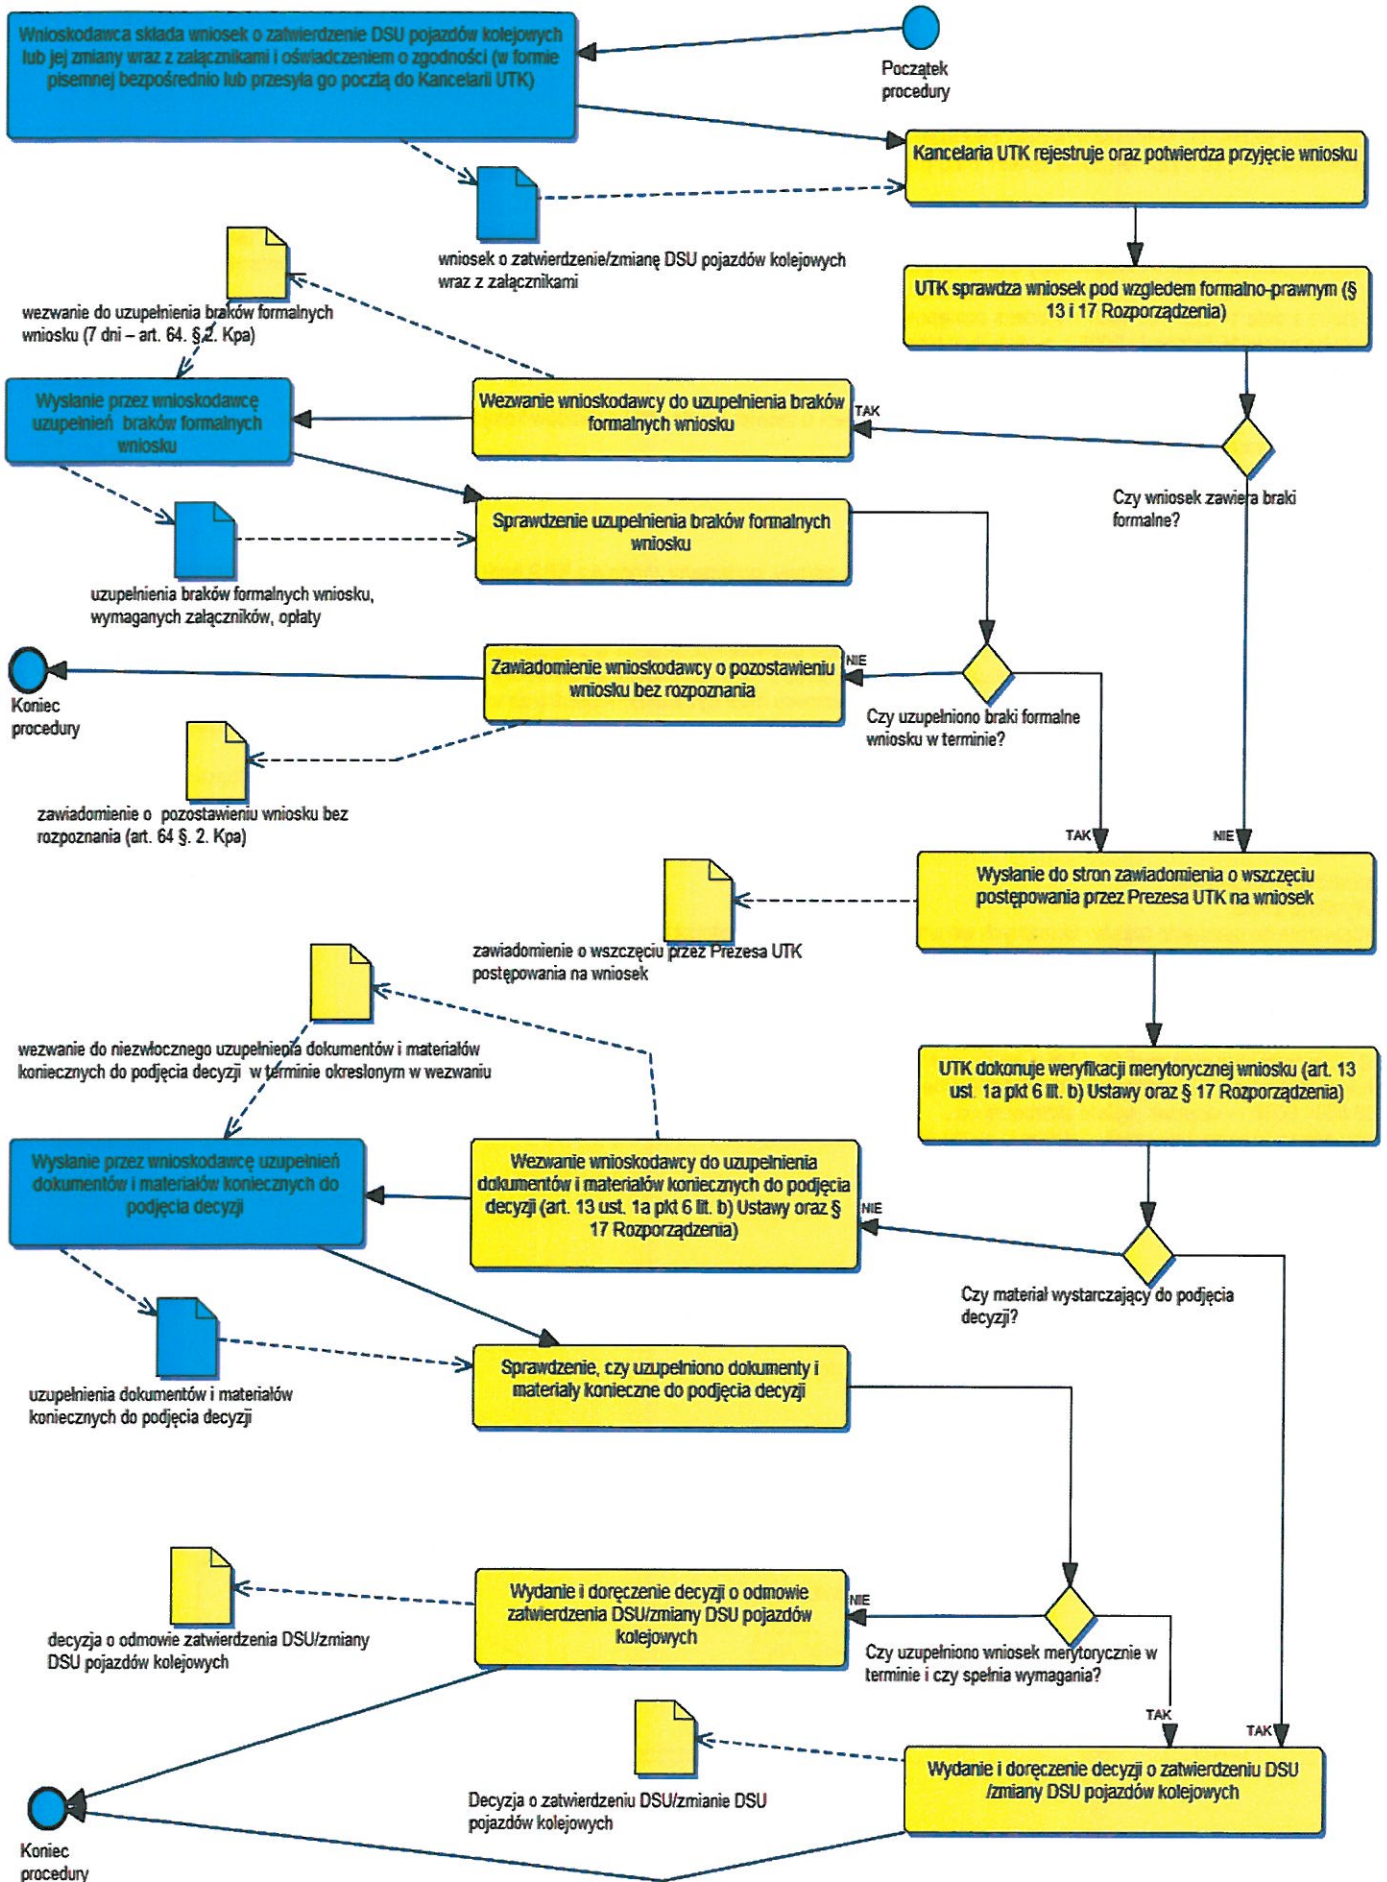 Wnioskodawca składa wniosek o zatwierdzenie DSU pojazdów kolejowych
lub jej zmiany wraz z załącznikami i oświadczeniem o zgodności (w formie
pisemnej bezpośrednio lub przesyła go pocztą do Kancelarii UTK)
Początek
procedury
Kancelaria UTK rejestruje oraz potwierdza przyjęcie wniosku
wniosek o zatwierdzenie/zmianę DSU pojazdów kolejowych
wraz z załącznikami
UTK sprawdza wniosek pod względem formalno-prawnym (§
13 i 17 Rozporządzenia)
wezwanie do uzupełnienia braków formalnych
wniosku (7 dni – art. 64. § 2. Kpa)
Wysłanie przez wnioskodawcę
uzupełnień braków formalnych
wniosku
Wezwanie wnioskodawcy do uzupełnienia braków
formalnych wniosku
TAK
Czy wniosek zawiera braki
formalne?
Sprawdzenie uzupełnienia braków formalnych
wniosku
uzupełnienia braków formalnych wniosku,
wymaganych załączników, opłaty
Zawiadomienie wnioskodawcy o pozostawieniu
wniosku bez rozpoznania
NIE
Koniec
procedury
Czy uzupełniono braki formalne
wniosku w terminie?
zawiadomienie o pozostawieniu wniosku bez
rozpoznania (art. 64 §. 2. Kpa)
TAK
NIE
Wysłanie do stron zawiadomienia o wszczęciu
postępowania przez Prezesa UTK na wniosek
zawiadomienie o wszczęciu przez Prezesa UTK
postępowania na wniosek
wezwanie do niezwłocznego uzupełnienia dokumentów i materiałów
koniecznych do podjęcia decyzji w terminie określonym w wezwaniu
UTK dokonuje weryfikacji merytorycznej wniosku (art. 13
ust. 1a pkt 6 lit. b) Ustawy oraz § 17 Rozporządzenia)
Wysłanie przez wnioskodawcę uzupełnień
dokumentów i materiałów koniecznych do
podjęcia decyzji
Wezwanie wnioskodawcy do uzupełnienia
dokumentów i materiałów koniecznych do podjęcia
decyzji (art. 13 ust. 1a pkt 6 lit. b) Ustawy oraz §
17 Rozporządzenia)
NIE
Czy materiał wystarczający do podjęcia
decyzji?
Sprawdzenie, czy uzupełniono dokumenty i
materiały konieczne do podjęcia decyzji
uzupełnienia dokumentów i materiałów
koniecznych do podjęcia decyzji
Wydanie i doręczenie decyzji o odmowie
zatwierdzenia DSU/zmiany DSU pojazdów
kolejowych
NIE
decyzja o odmowie zatwierdzenia DSU/zmiany
DSU pojazdów kolejowych
Czy uzupełniono wniosek merytorycznie w
terminie i czy spełnia wymagania?
TAK
TAK
Wydanie i doręczenie decyzji o zatwierdzeniu DSU
/zmiany DSU pojazdów kolejowych
Decyzja o zatwierdzeniu DSU/zmianie DSU
pojazdów kolejowych
Koniec
procedury